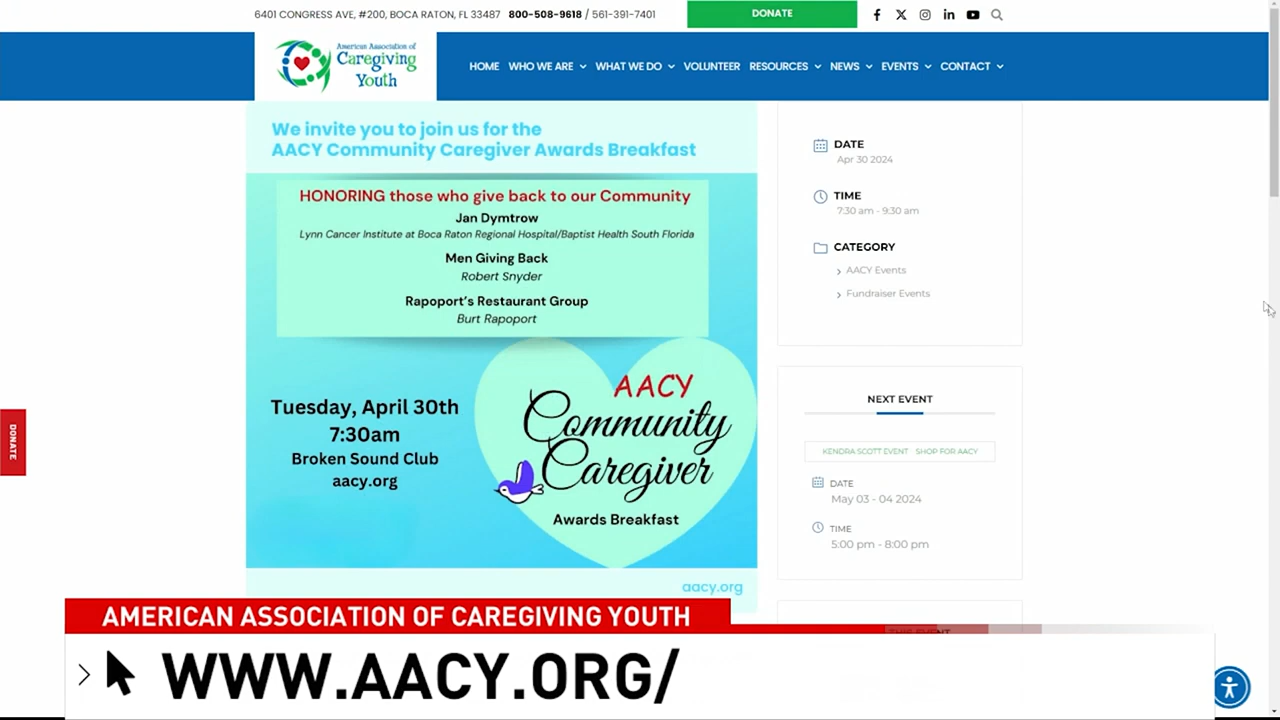 6401 CONGRESS AVE, #200, BOCA RATON, FL 33487 800-508-9618 / 561-391-7401
DONATE
American Association of
Caregiving
Youth
HOME WHO WE ARE WHAT WE DO VOLUNTEER RESOURCES NEWS EVENTS CONTACT
We invite you to join us for the
AACY Community Caregiver Awards Breakfast
HONORING those who give back to our Community
Jan Dymtrow
Lynn Cancer Institute at Boca Raton Regional Hospital/Baptist Health South Florida
Men Giving Back
Robert Snyder
Rapoport's Restaurant Group
Burt Rapoport
Tuesday, April 30th
7:30am
Broken Sound Club
aacy.org
AACY
Community
Caregiver
Awards Breakfast
aacy.org
DATE
Apr 30 2024
TIME
7:30 am - 9:30 am
CATEGORY
AACY Events
Fundraiser Events
NEXT EVENT
KENDRA SCOTT EVENT SHOP FOR AACY
DATE
May 03 - 04 2024
TIME
5:00 pm - 8:00 pm
DONATE
AMERICAN ASSOCIATION OF CAREGIVING YOUTH
WWW.AACY.ORG/